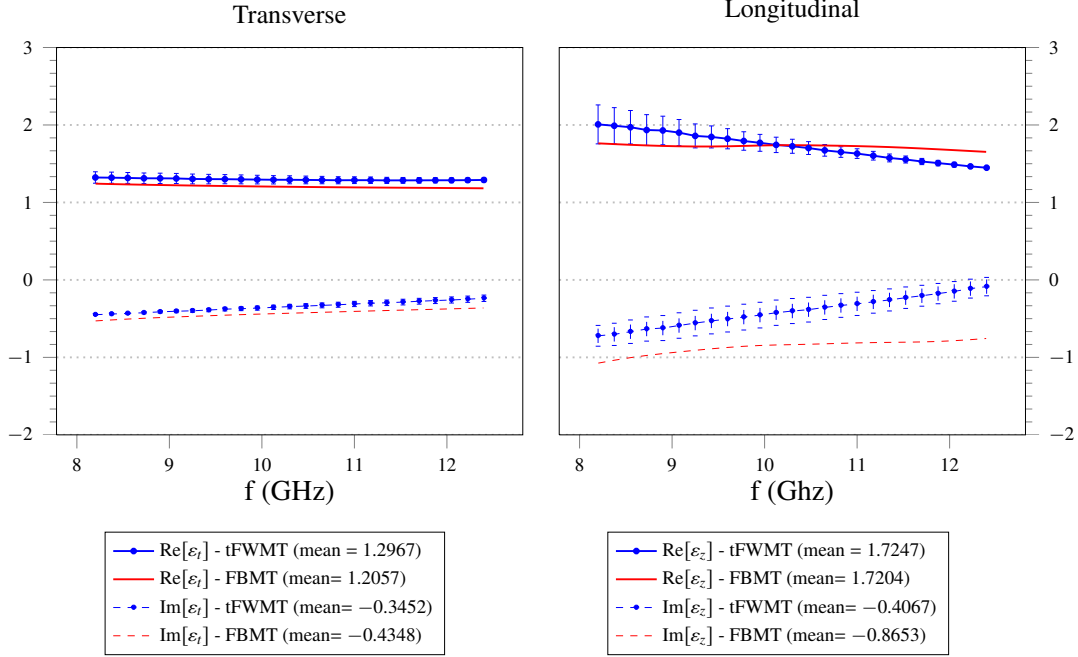 Transverse
Longitudinal
3
2
1
0
−1
−2
3
2
1
0
−1
−2
8 9 10 11 12
8 9 10 11 12
f (GHz)
f (Ghz)
Re[εt] - tFWMT (mean = 1.2967)
Re[εt] - FBMT (mean= 1.2057)
Im[εt] - tFWMT (mean= −0.3452)
Im[εt] - FBMT (mean= −0.4348)
Re[εz] - tFWMT (mean = 1.7247)
Re[εz] - FBMT (mean= 1.7204)
Im[εz] - tFWMT (mean= −0.4067)
Im[εz] - FBMT (mean= −0.8653)